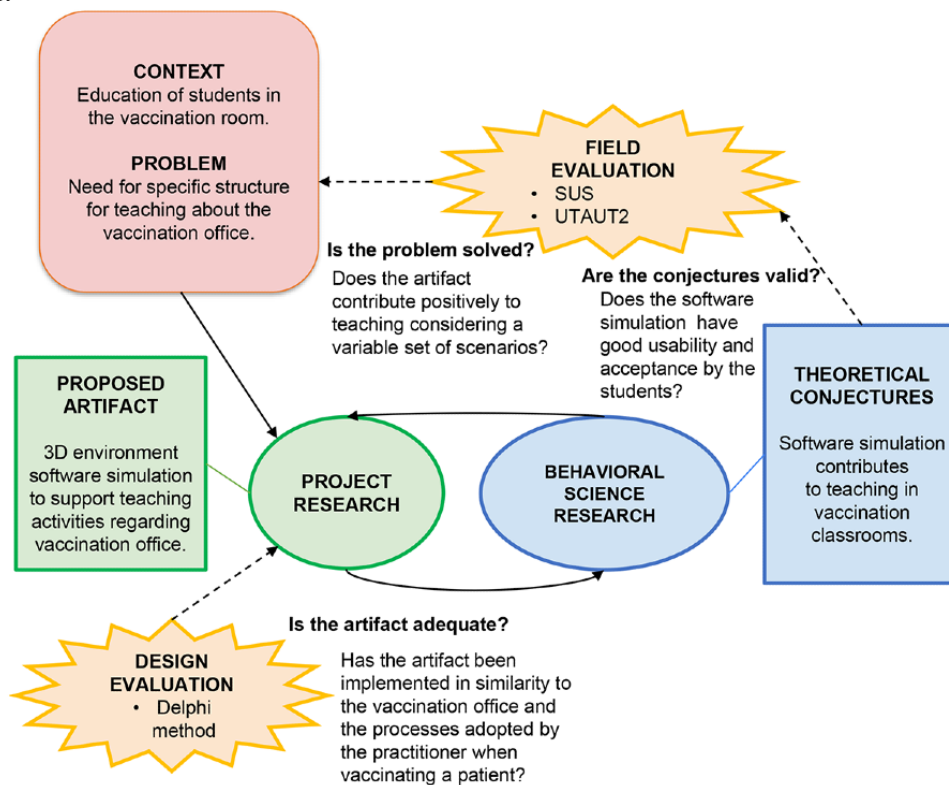 CONTEXT
Education of students in
the vaccination room.
PROBLEM
Need for specific structure
for teaching about the
vaccination office.
FIELD
EVALUATION
• SUS
• UTAUT2
Is the problem solved?
Does the artifact
contribute positively to
teaching considering a
variable set of scenarios?
Are the conjectures valid?
Does the software
simulation have
good usability and
acceptance by the
students?
PROPOSED
ARTIFACT
3D environment
software simulation
to support teaching
activities regarding
vaccination office.
PROJECT
RESEARCH
BEHAVIORAL
SCIENCE
RESEARCH
THEORETICAL
CONJECTURES
Software simulation
contributes
to teaching in
vaccination
classrooms.
DESIGN
EVALUATION
• Delphi
method
Is the artifact adequate?
Has the artifact been
implemented in similarity to
the vaccination office and
the processes adopted by
the practitioner when
vaccinating a patient?